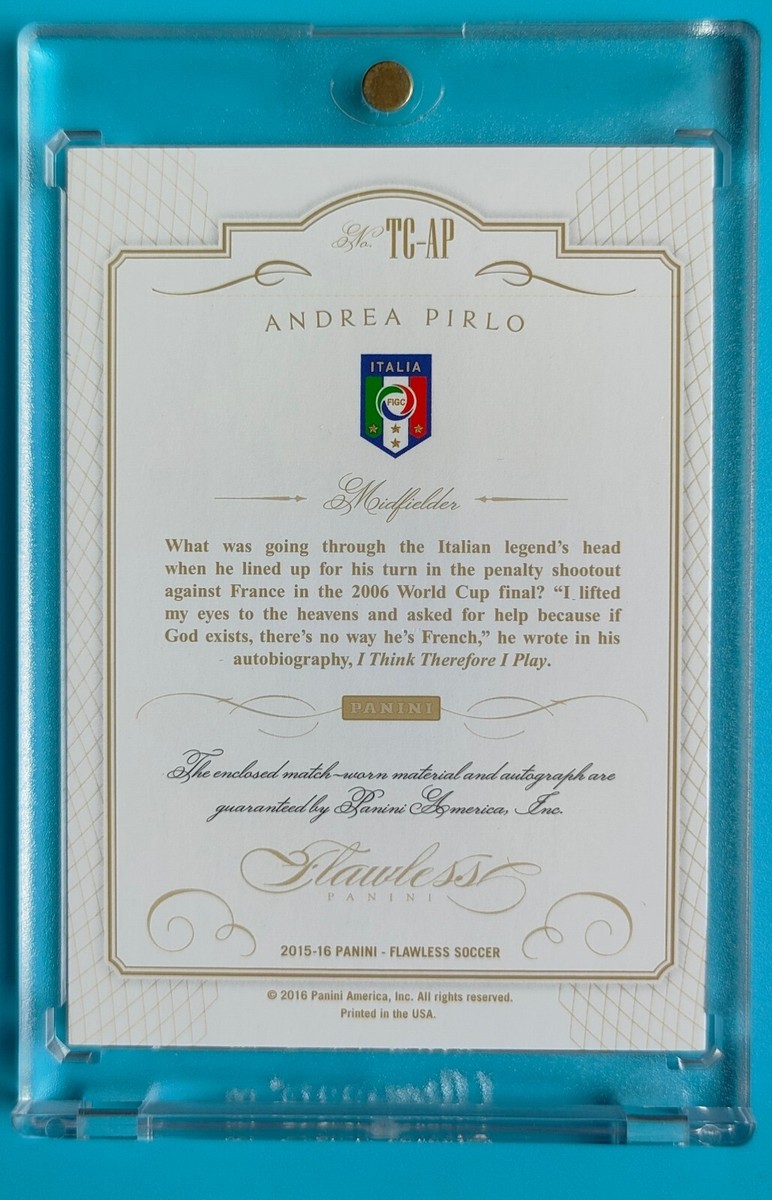 No. TC-AP
ANDREA PIRLO
ITALIA
FIGC
Midfielder
What was going through the Italian legend's head
when he lined up for his turn in the penalty shootout
against France in the 2006 World Cup final? “I lifted
my eyes to the heavens and asked for help because if
God exists, there's no way he's French,” he wrote in his
autobiography, I Think Therefore I Play.
PANINI
The enclosed match-worn material and autograph are
guaranteed by Panini America, Inc.
Flawless
PANINI
2015-16 PANINI - FLAWLESS SOCCER
© 2016 Panini America, Inc. All rights reserved.
Printed in the USA.